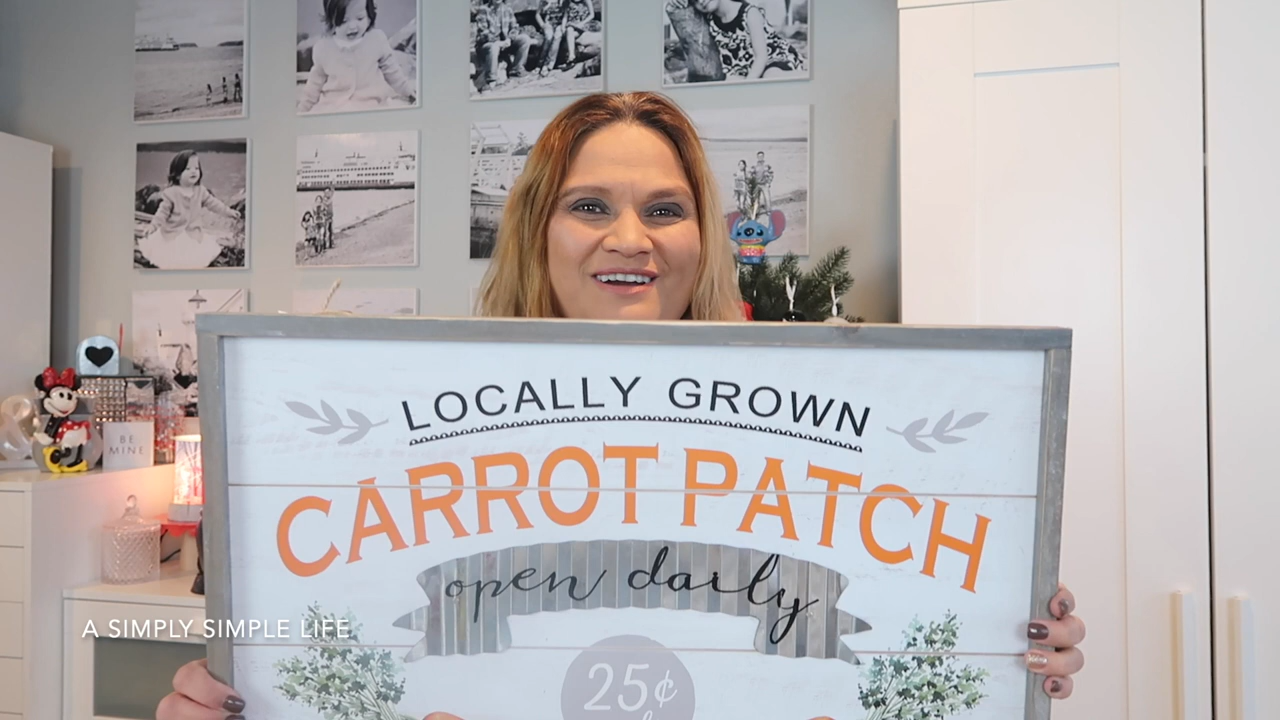 LOCALLY GROWN
CARROT PATCH
open daily
25¢
BE
MINE
A SIMPLY SIMPLE LIFE